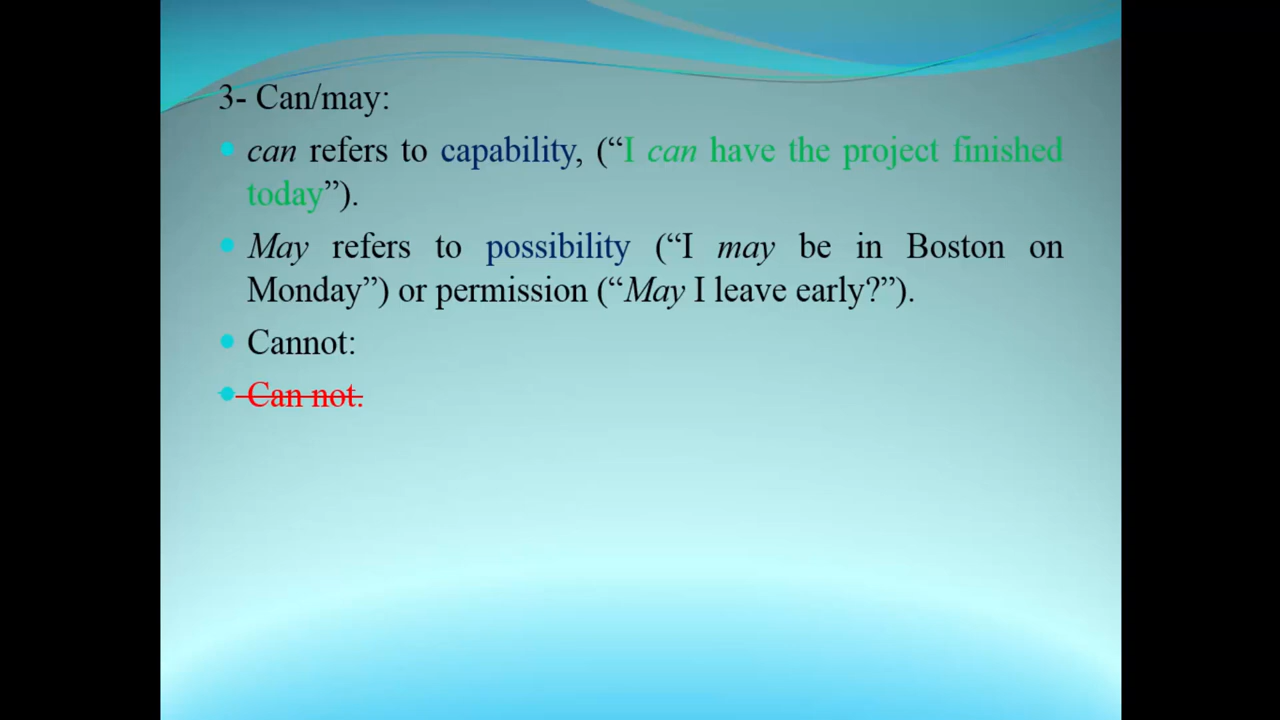 3- Can/may:
can refers to capability, (“I can have the project finished
today”).
May refers to possibility (“I may be in Boston on
Monday”) or permission (“May I leave early?”).
Cannot:
Can not.